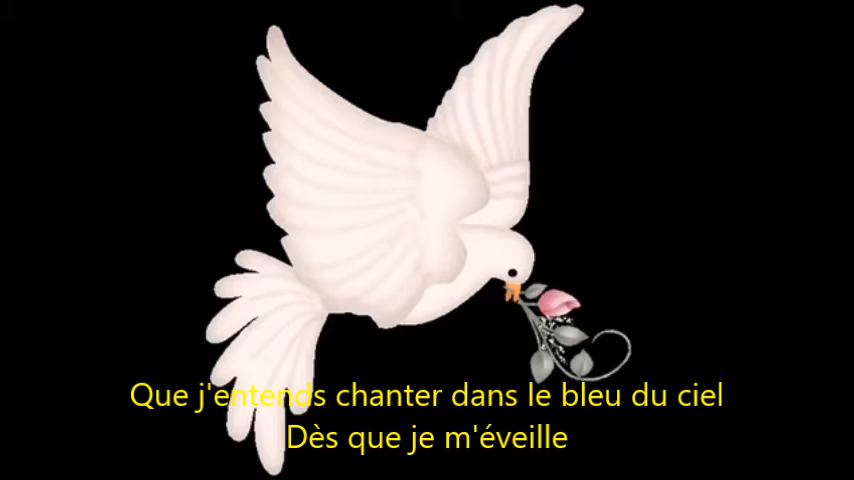 Que j'entends chanter dans le bleu du ciel
Dès que je m'éveille